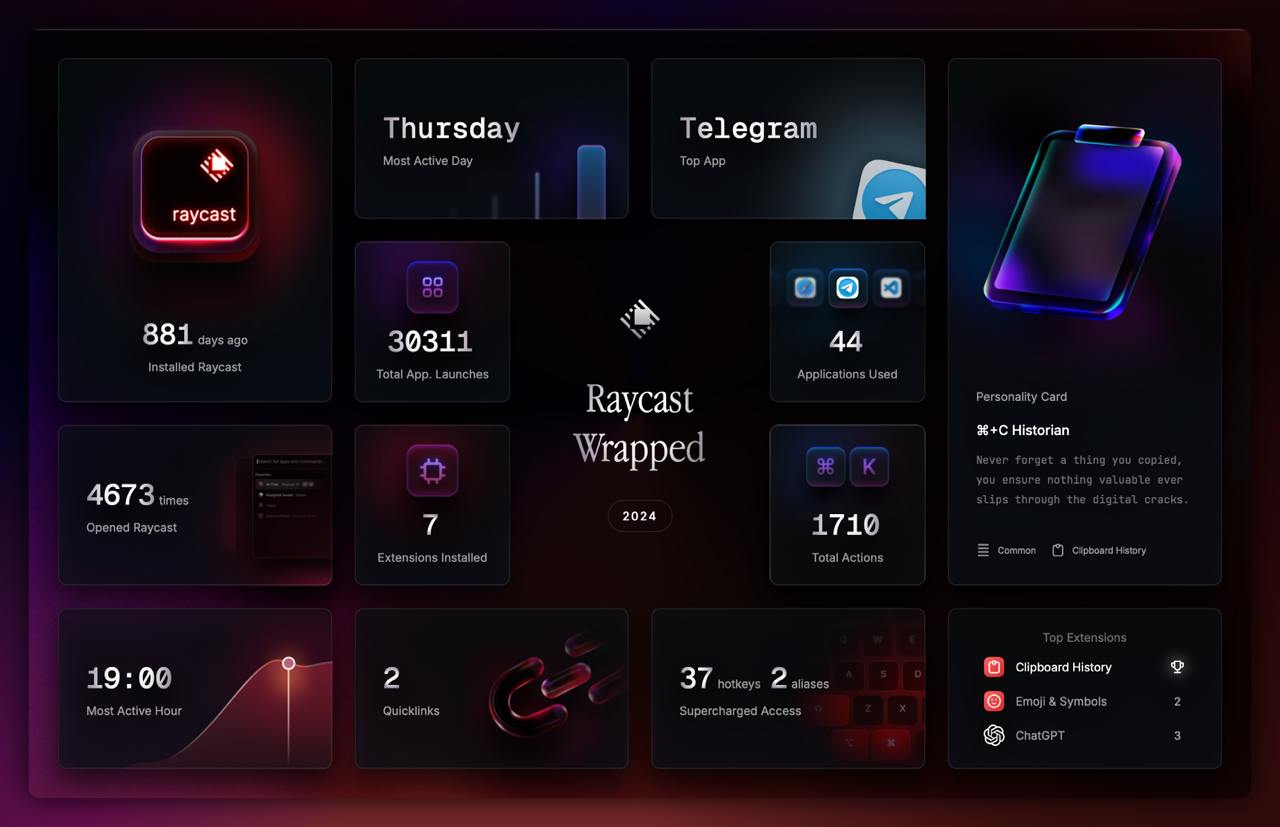 raycast
881 days ago
Installed Raycast
Thursday
Most Active Day
Telegram
Top App
30311
Total App. Launches
44
Applications Used
Raycast
Wrapped
2024
Personality Card
⌘+C Historian
Never forget a thing you copied,
you ensure nothing valuable ever
slips through the digital cracks.
Common
Clipboard History
4673 times
Opened Raycast
7
Extensions Installed
⌘ K
1710
Total Actions
19:00
Most Active Hour
2
Quicklinks
37 hotkeys 2 aliases
Supercharged Access
Q W E
A S D
Z X
⌥ ⌘
Top Extensions
Clipboard History
Emoji & Symbols 2
ChatGPT 3